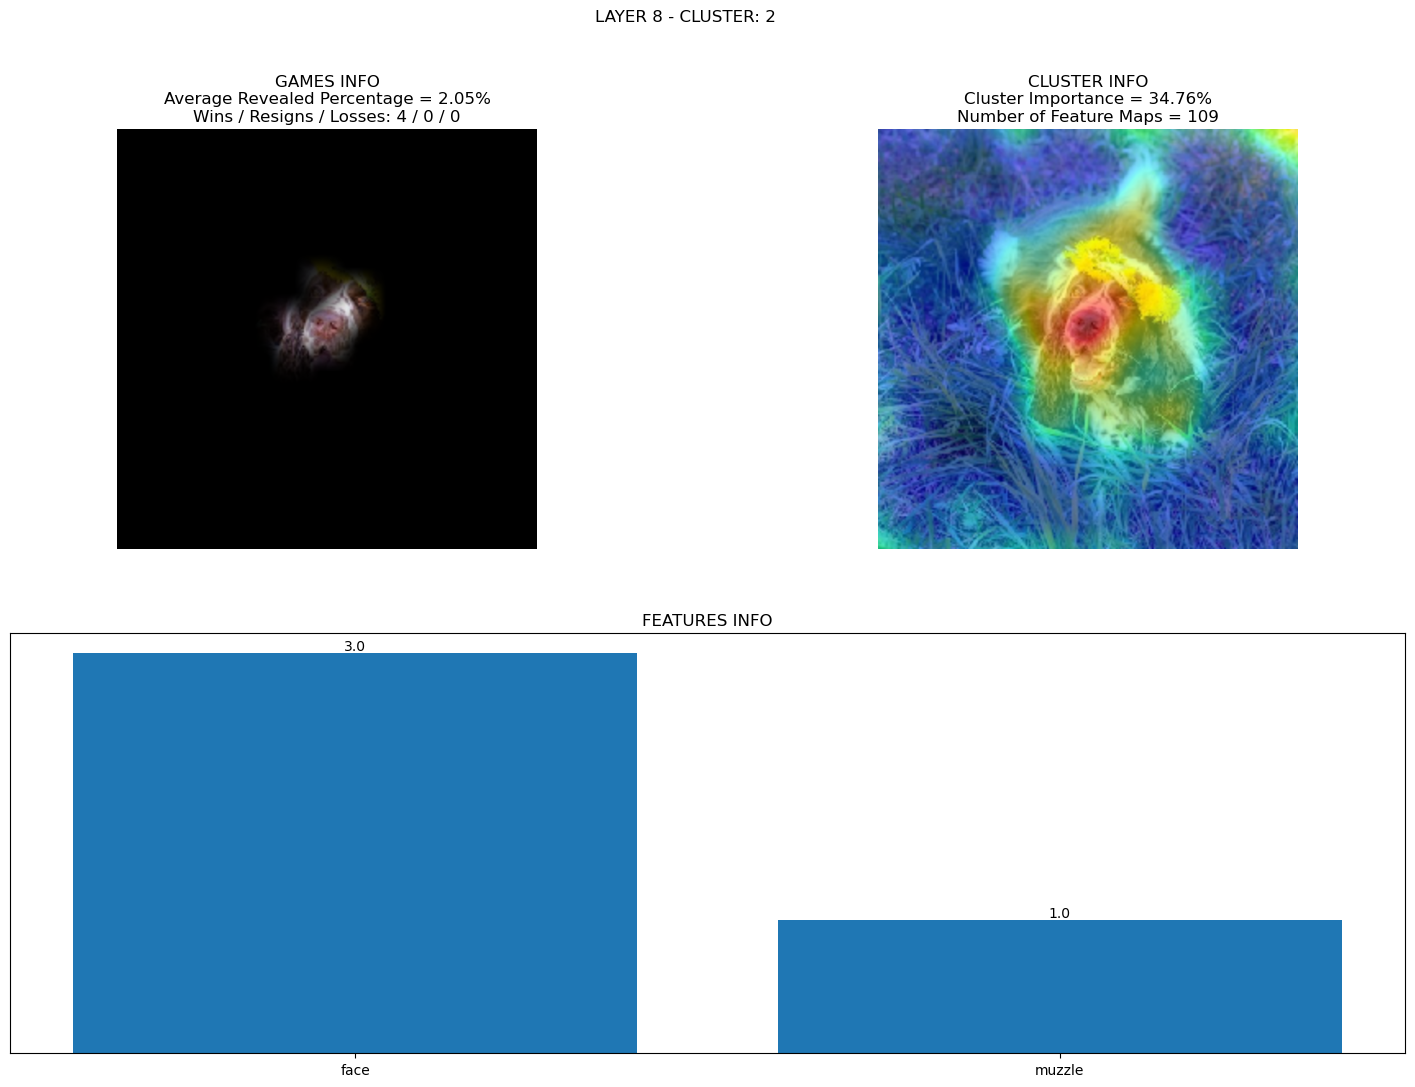 LAYER 8 - CLUSTER: 2
GAMES INFO
Average Revealed Percentage = 2.05%
Wins / Resigns / Losses: 4 / 0 / 0
CLUSTER INFO
Cluster Importance = 34.76%
Number of Feature Maps = 109
FEATURES INFO
3.0
1.0
face
muzzle